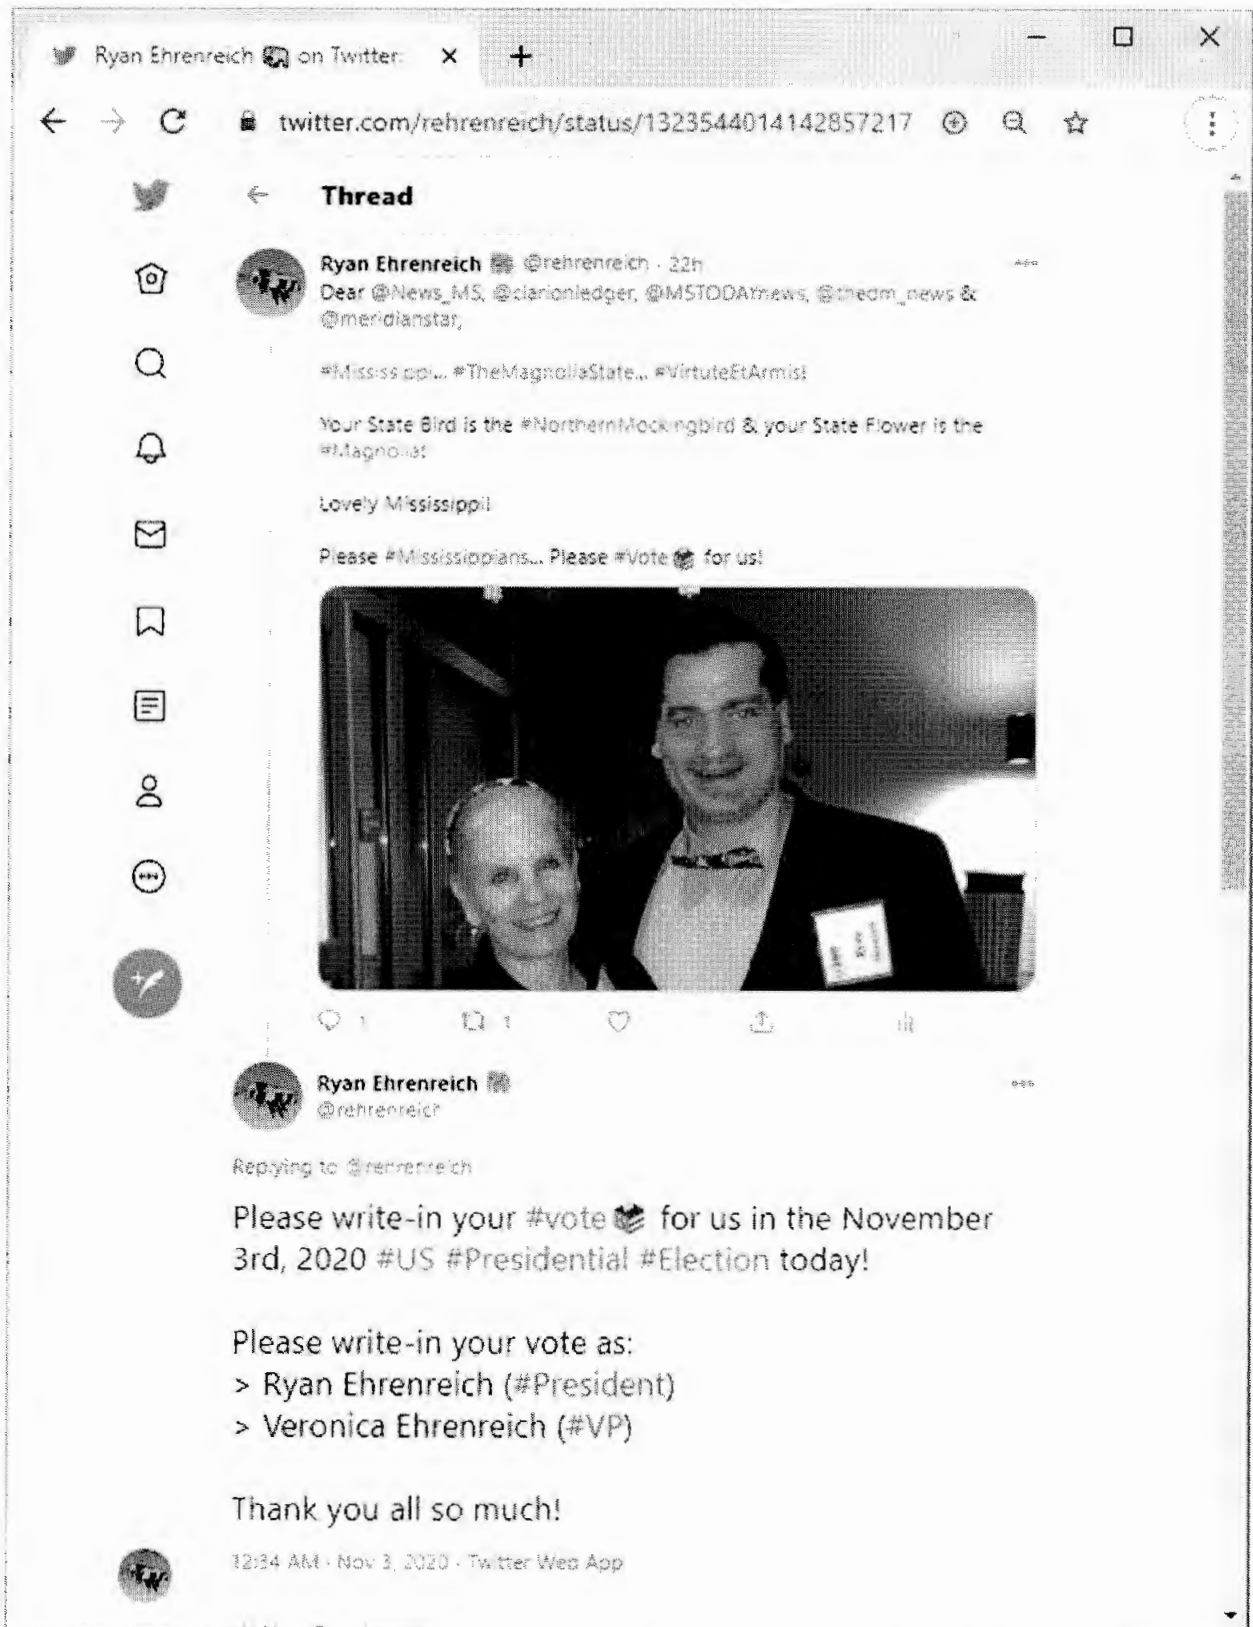 Ryan Ehrenreich on Twitter:
twitter.com/rehrenreich/status/1323544014142857217
Thread
Ryan Ehrenreich @rehrenreich · 22h
Dear @News_MS, @clarionledger, @MSTODAYnews, @thedm_news &
@meridianstar,
#Mississippi... #TheMagnoliaState... #VirtuteEtArmis!
Your State Bird is the #NorthernMockingbird & your State Flower is the
#Magnolia!
Lovely Mississippi!
Please #Mississippians... Please #Vote for us!
1 1
Ryan Ehrenreich
@rehrenreich
Replying to @rehrenreich
Please write-in your #vote for us in the November
3rd, 2020 #US #Presidential #Election today!
Please write-in your vote as:
> Ryan Ehrenreich (#President)
> Veronica Ehrenreich (#VP)
Thank you all so much!
12:34 AM · Nov 3, 2020 · Twitter Web App